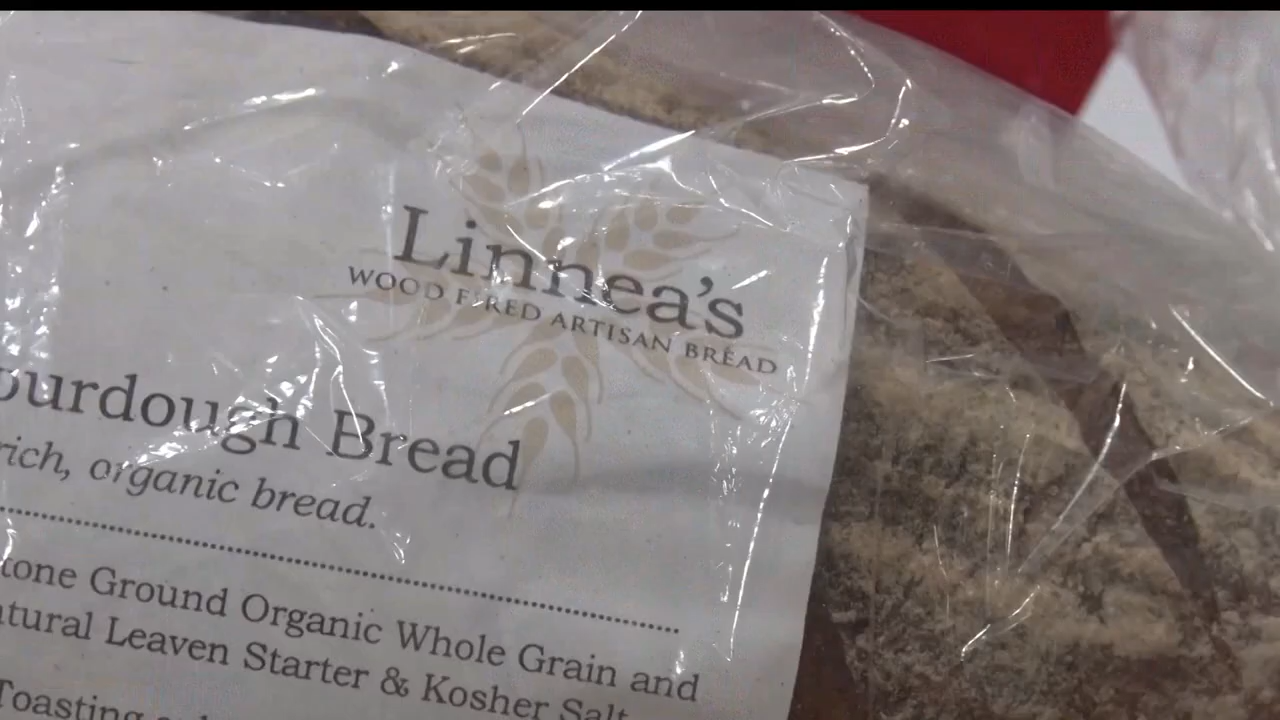 Linnea's
WOOD FIRED ARTISAN BREAD
ourdough Bread
rich, organic bread.
tone Ground Organic Whole Grain and
atural Leaven Starter & Kosher Salt
Toasting